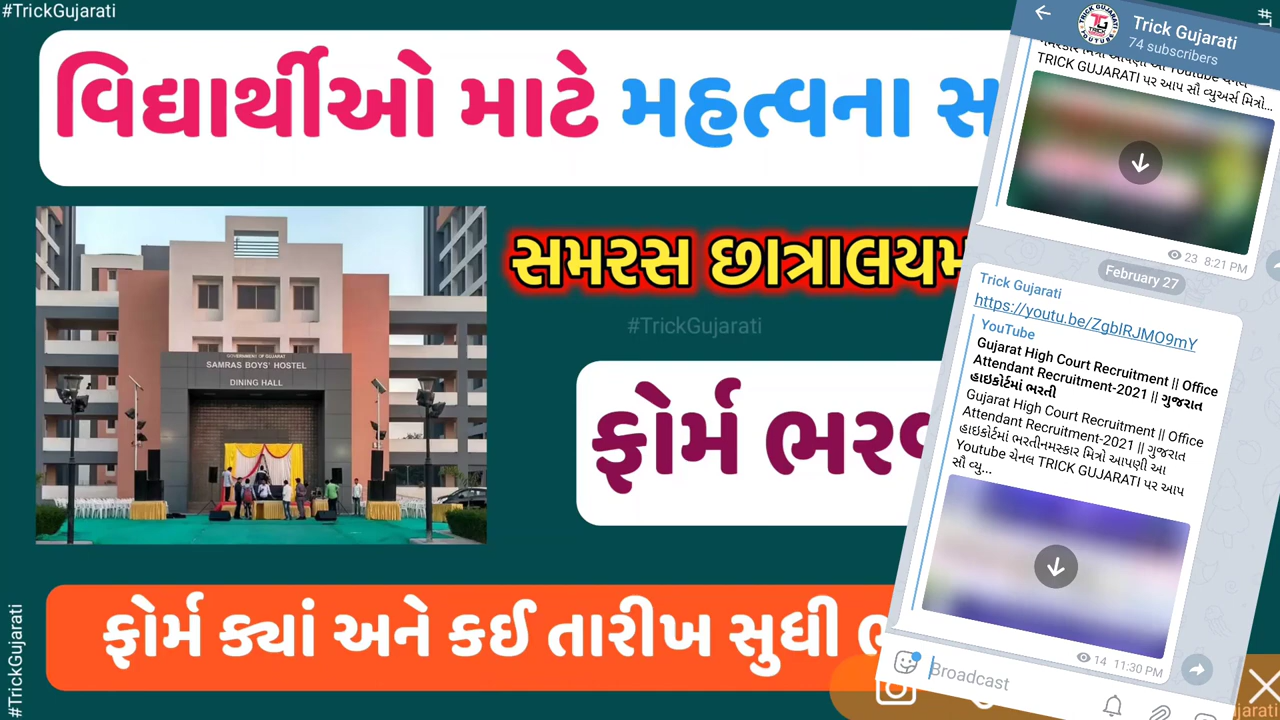 #TrickGujarati
વિદ્યાર્થીઓ માટે મહત્વના સ
સમરસ છાત્રાલયમ
#TrickGujarati
ફોર્મ ભરવ
ફોર્મ ક્યાં અને કઈ તારીખ સુધી
#TrickGujarati
GOVERNMENT OF GUJARAT
SAMRAS BOYS' HOSTEL
DINING HALL
Trick Gujarati
74 subscribers
TRICK GUJARATI પર આપ સૌ વ્યુઅર્સ મિત્રો...
23 8:21 PM
February 27
Trick Gujarati
https://youtu.be/ZgblRJMO9mY
YouTube
Gujarat High Court Recruitment || Office
Attendant Recruitment-2021 || ગુજરાત
હાઇકોર્ટમાં ભરતી
Gujarat High Court Recruitment || Office
Attendant Recruitment-2021 || ગુજરાત
હાઇકોર્ટમાં ભરતીનમસ્કાર મિત્રો આપણી આ
Youtube ચેનલ TRICK GUJARATI પર આપ
સૌ વ્યુ...
14 11:30 PM
Broadcast